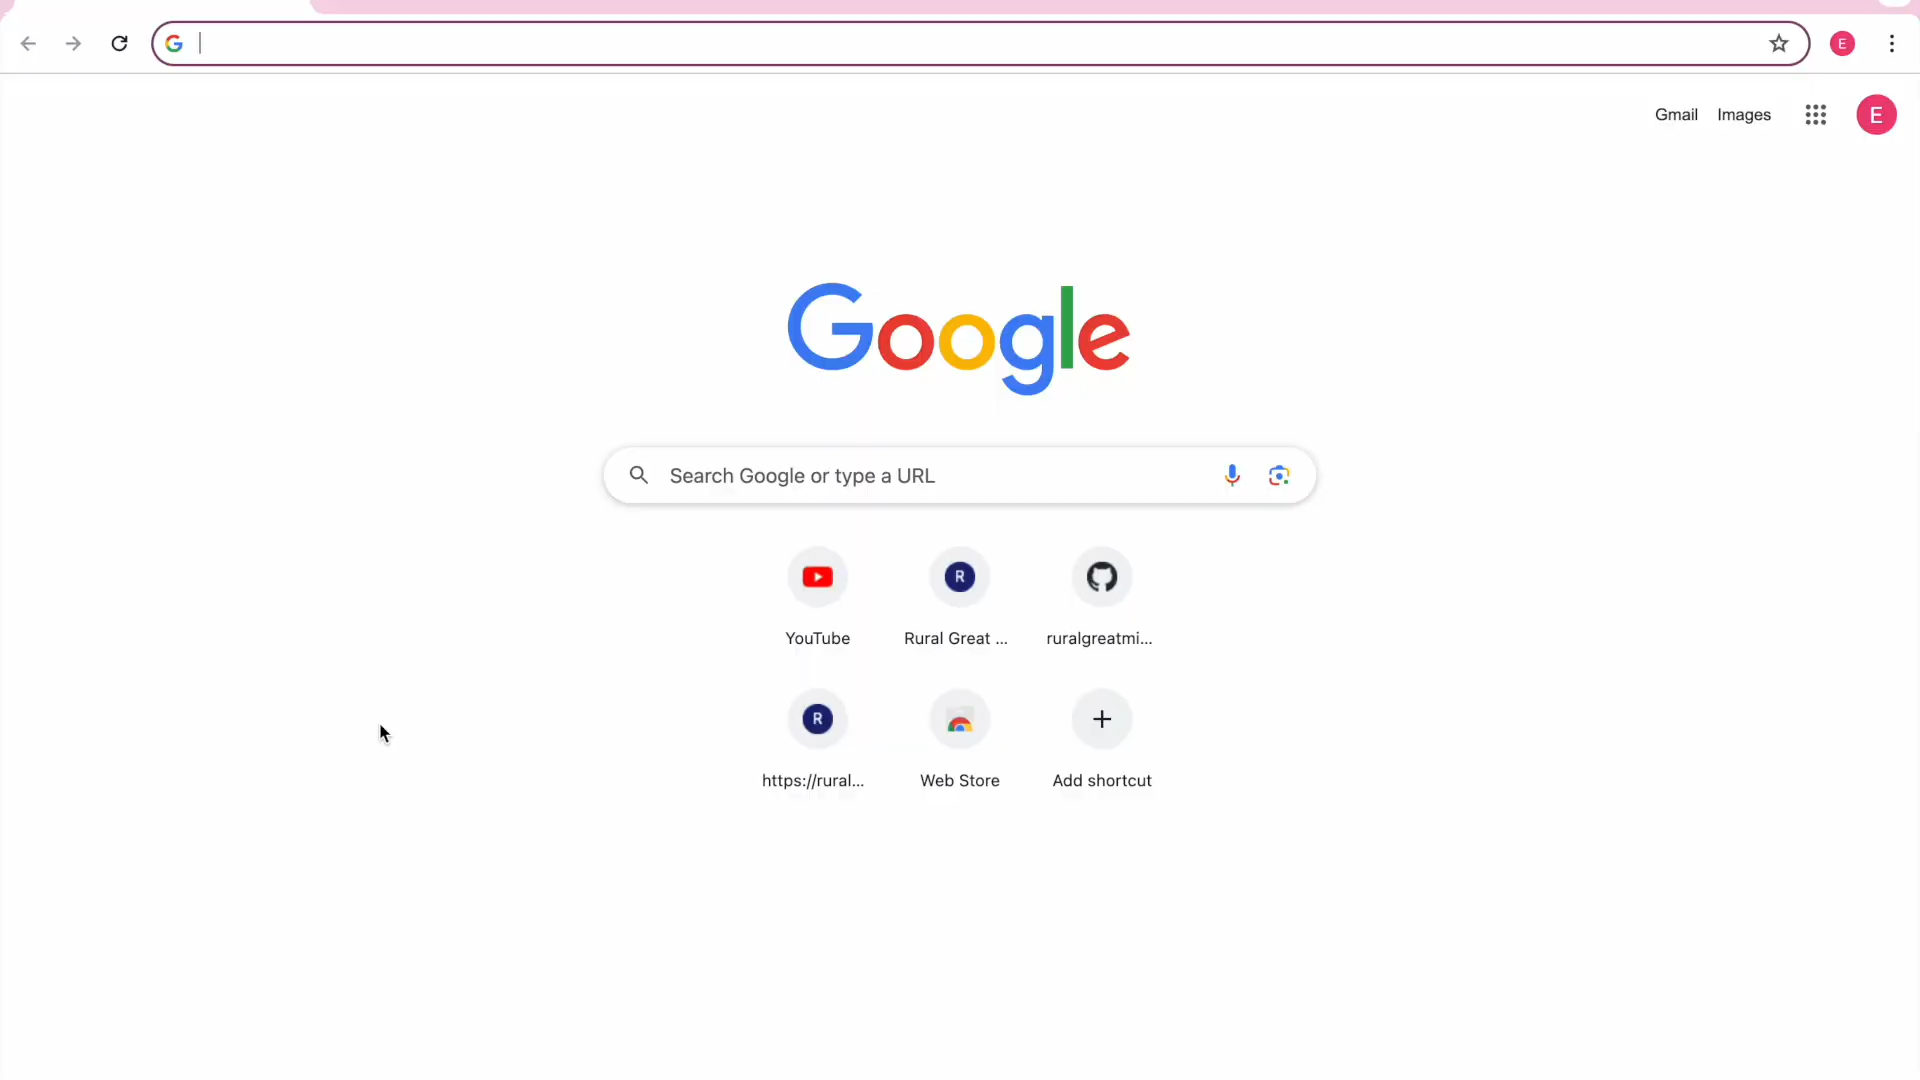 E
Gmail Images E
Google
Search Google or type a URL
R
YouTube Rural Great ... ruralgreatmi...
R
https://rural... Web Store Add shortcut